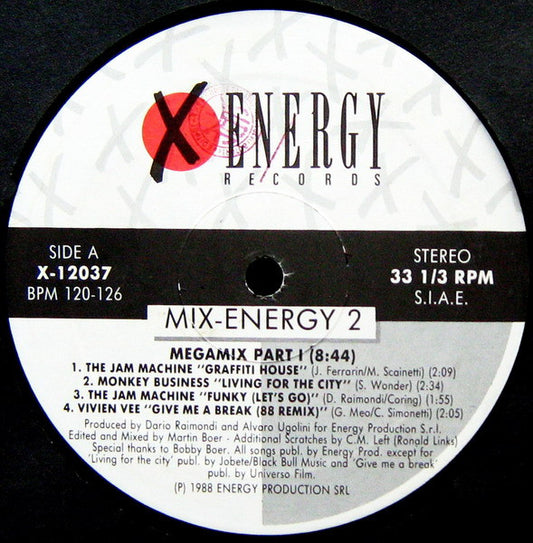 X ENERGY
RECORDS
SIDE A
X-12037
BPM 120-126
STEREO
33 1/3 RPM
S.I.A.E.
MIX-ENERGY 2
MEGAMIX PART I (8:44)
1. THE JAM MACHINE "GRAFFITI HOUSE" (J. Ferrarin/M. Scainetti) (2:09)
2. MONKEY BUSINESS "LIVING FOR THE CITY" (S. Wonder) (2:34)
3. THE JAM MACHINE "FUNKY (LET'S GO)" (D. Raimondi/Coring) (1:55)
4. VIVIEN VEE "GIVE ME A BREAK (88 REMIX)" (G. Meo/C. Simonetti) (2:05)
Produced by Dario Raimondi and Alvaro Ugolini for Energy Production S.r.l.
Edited and Mixed by Martin Boer - Additional Scratches by C.M. Left (Ronald Links)
Special thanks to Bobby Boer. All songs publ. by Energy Prod. except for
'Living for the city' publ. by Jobete/Black Bull Music and 'Give me a break'
publ. by Universo Film.
(P) 1988 ENERGY PRODUCTION SRL